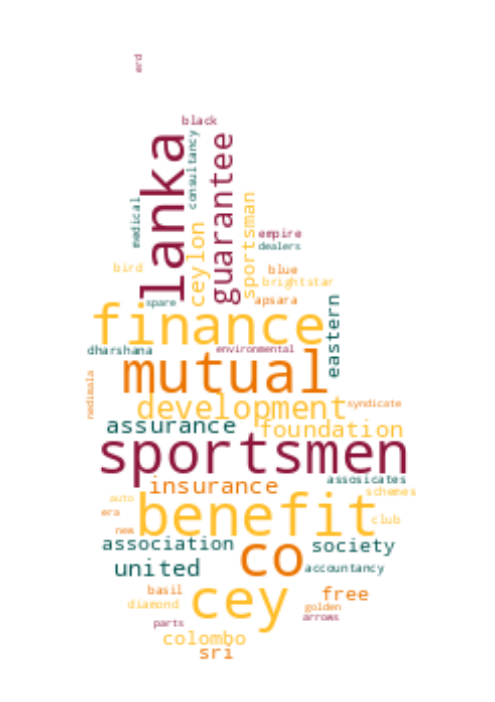 erd
black
lanka
consultancy
guarantee
medical
sportsman
ceylon
empire
dealers
bird
blue
brightstar
spare
apsara
finance
eastern
dharshana
environmental
mutual
nedimala
development
syndicate
assurance
foundation
sportsmen
assosicates
insurance
schemes
auto
benefit
era
club
new
association
co
society
united
accountancy
basil
free
cey
diamond
golden
arrows
parts
colombo
sri